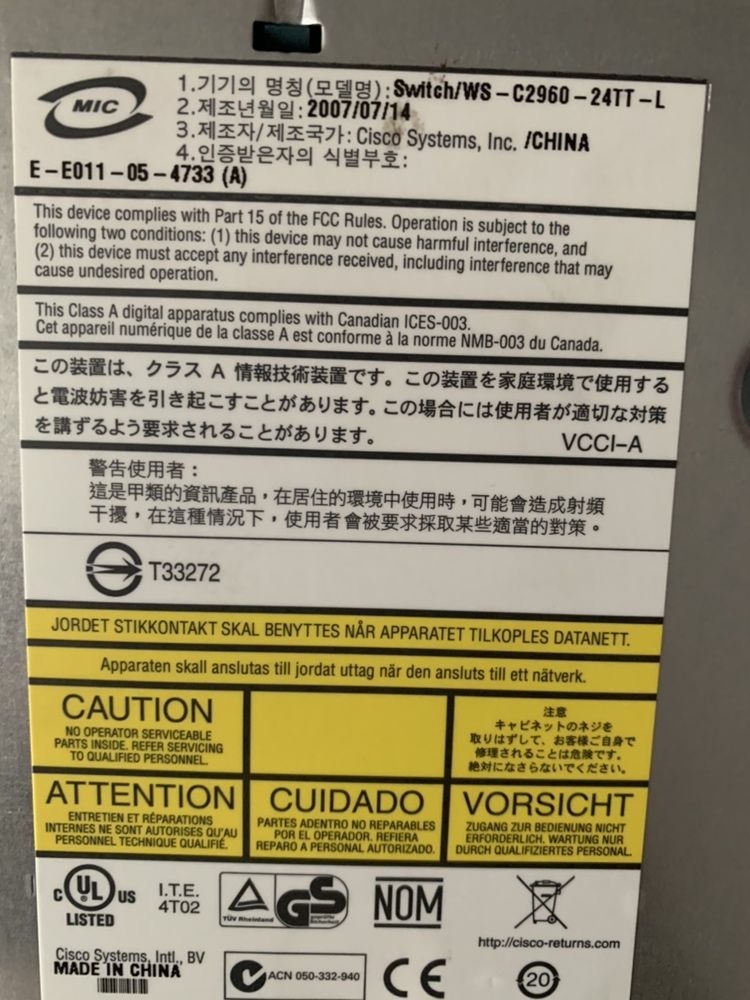 MIC
1.기기의 명칭(모델명):Switch/WS-C2960-24TT-L
2.제조년월일:2007/07/14
3.제조자/제조국가:Cisco Systems, Inc. /CHINA
4.인증받은자의 식별부호:
E-E011-05-4733 (A)
This device complies with Part 15 of the FCC Rules. Operation is subject to the
following two conditions: (1) this device may not cause harmful interference, and
(2) this device must accept any interference received, including interference that may
cause undesired operation.
This Class A digital apparatus complies with Canadian ICES-003.
Cet appareil numérique de la classe A est conforme à la norme NMB-003 du Canada.
この装置は、クラス A 情報技術装置です。この装置を家庭環境で使用する
と電波妨害を引き起こすことがあります。この場合には使用者が適切な対策
を講ずるよう要求されることがあります。
VCCI-A
警告使用者：
這是甲類的資訊產品，在居住的環境中使用時，可能會造成射頻
干擾，在這種情況下，使用者會被要求採取某些適當的對策。
T33272
JORDET STIKKONTAKT SKAL BENYTTES NÅR APPARATET TILKOPLES DATANETT.
Apparaten skall anslutas till jordat uttag när den ansluts till ett nätverk.
CAUTION
NO OPERATOR SERVICEABLE
PARTS INSIDE. REFER SERVICING
TO QUALIFIED PERSONNEL.
注意
キャビネットのネジを
取りはずして、お客様ご自身で
修理されることは危険です。
絶対になさらないでください。
ATTENTION
ENTRETIEN ET RÉPARATIONS
INTERNES NE SONT AUTORISES QU'AU
PERSONNEL TECHNIQUE QUALIFIÉ.
CUIDADO
PARTES ADENTRO NO REPARABLES
POR EL OPERADOR. REFIERA
REPARO A PERSONAL AUTORIZADO.
VORSICHT
ZUGANG ZUR BEDIENUNG NICHT
ERFORDERLICH. WARTUNG NUR
DURCH QUALIFIZIERTES PERSONAL.
C UL US
LISTED
I.T.E.
4T02
TÜV Rheinland
GS
geprüfte
Sicherheit
NOM
http://cisco-returns.com
Cisco Systems, Intl., BV
MADE IN CHINA
ACN 050-332-940
CE
20